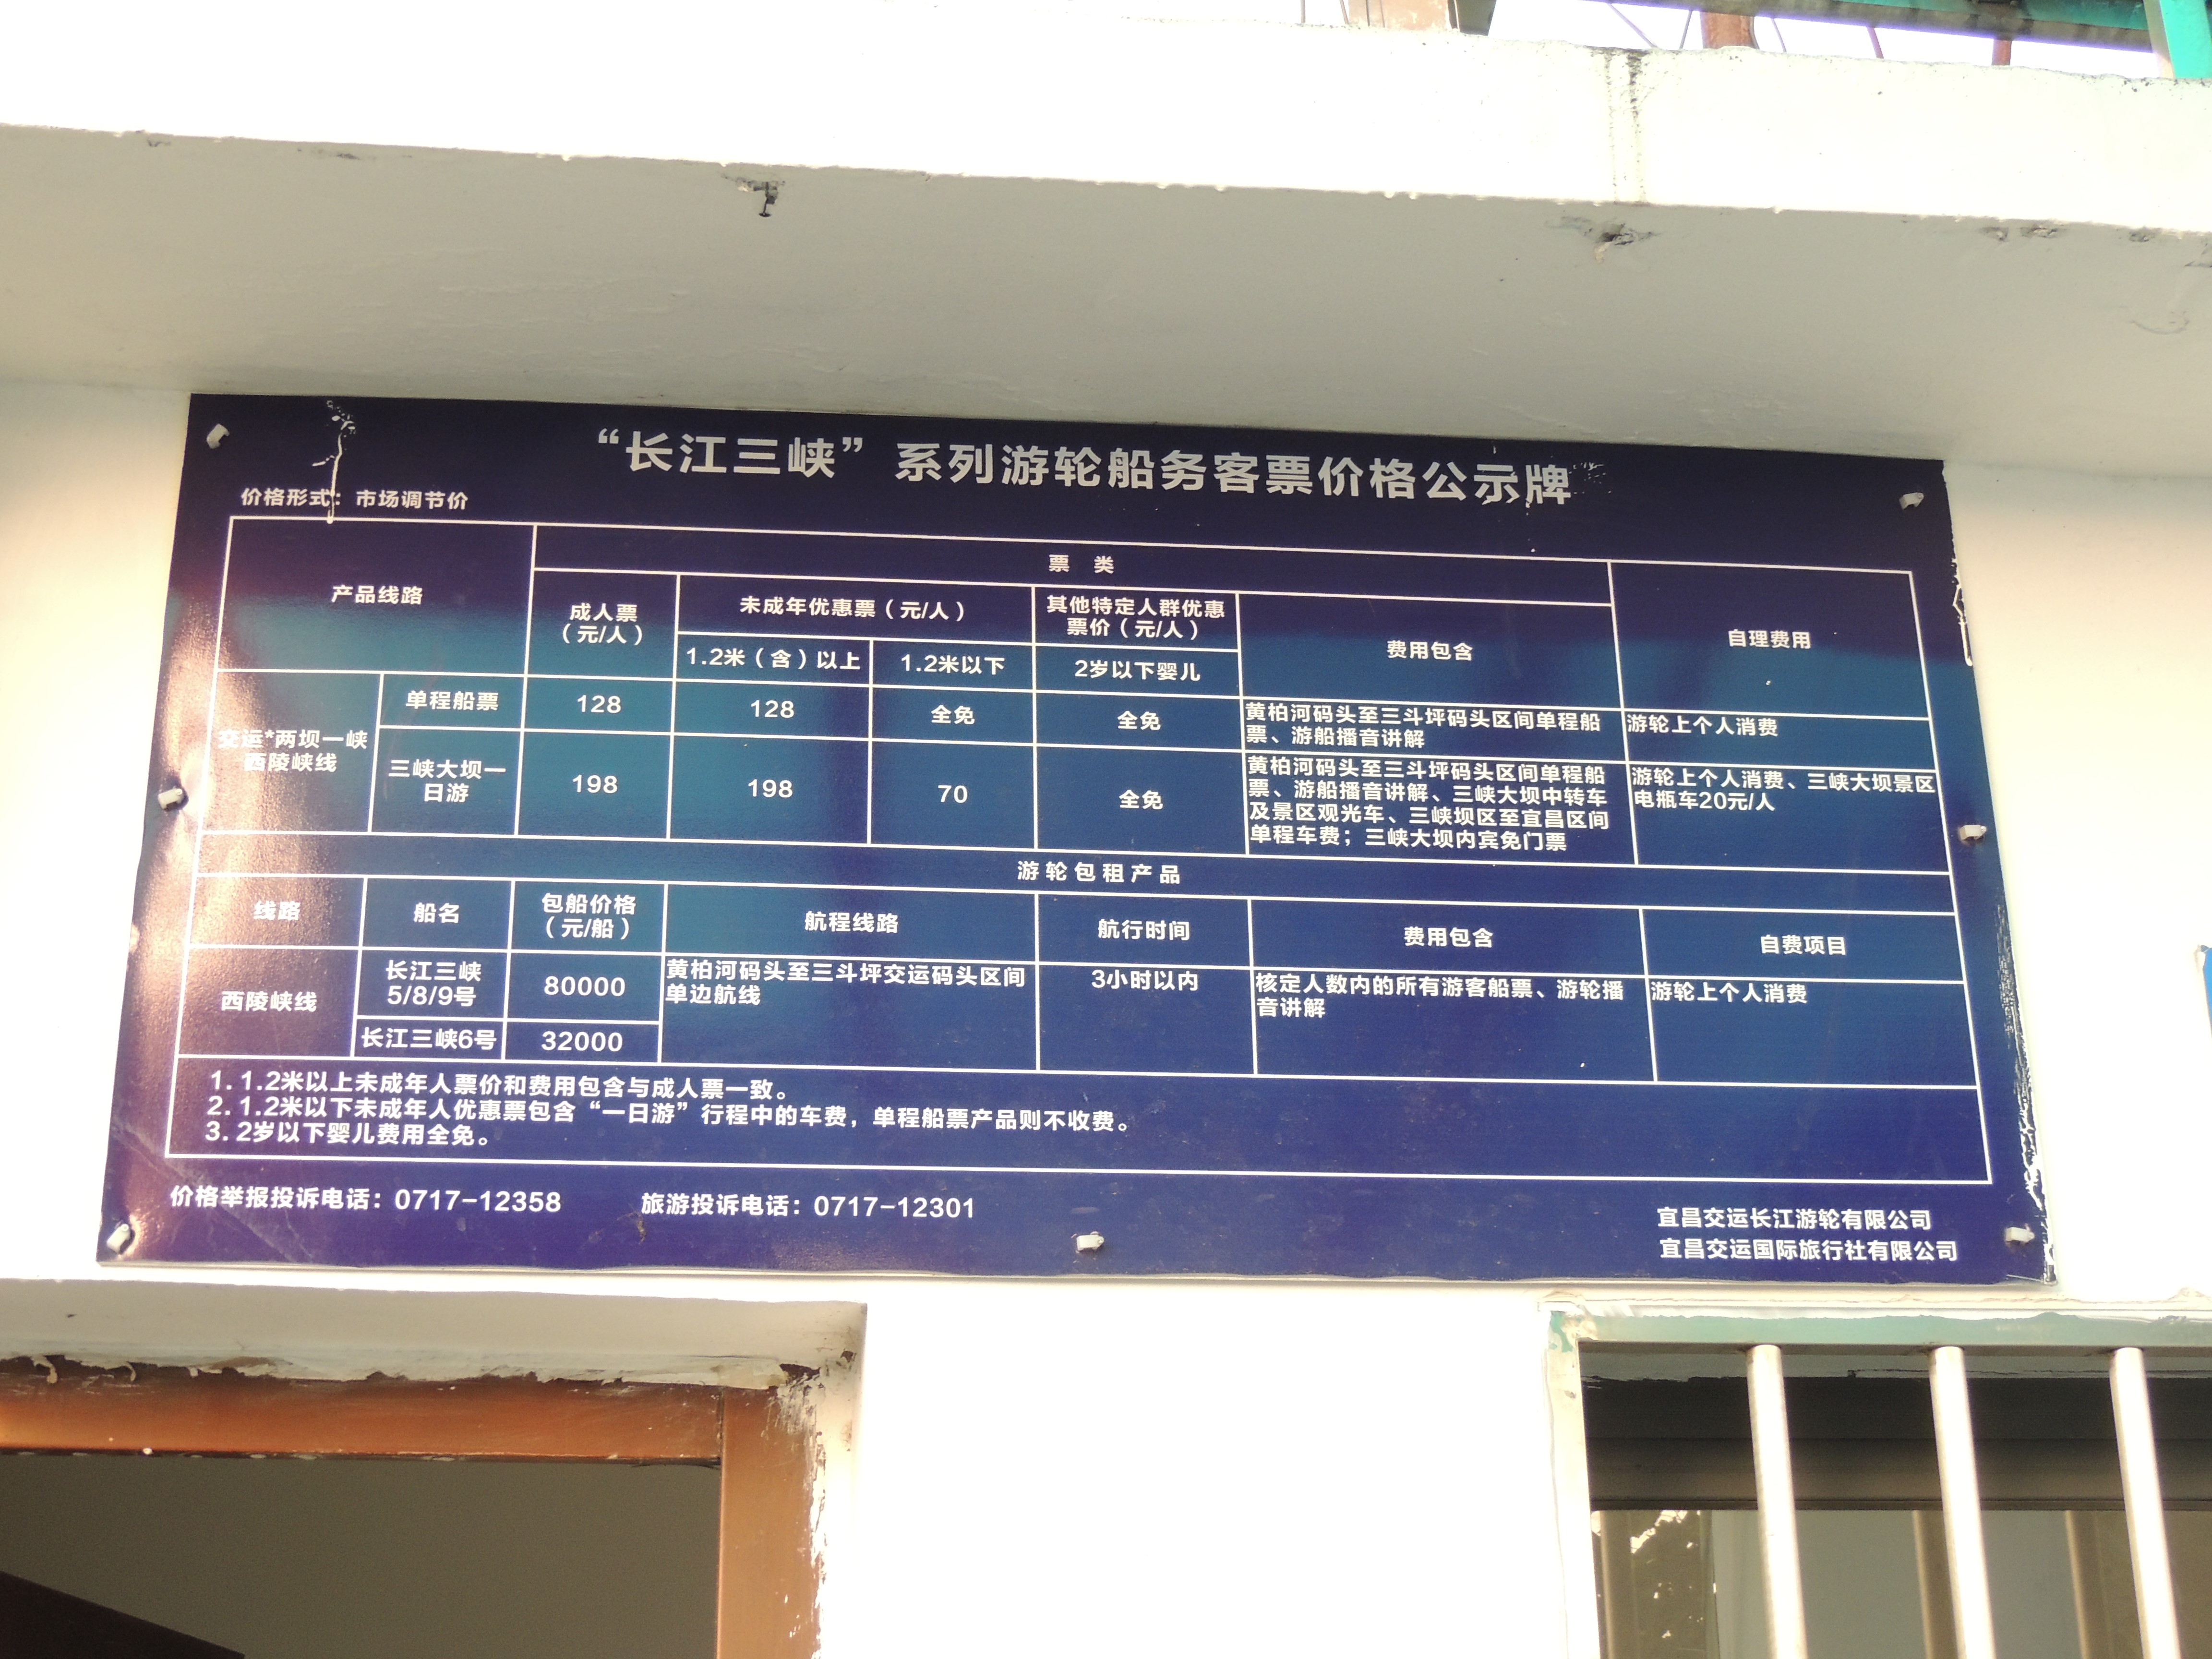 “长江三峡”系列游轮船务客票价格公示牌
价格形式：市场调节价
产品线路
票 类
自理费用
成人票
（元/人）
未成年优惠票（元/人）
其他特定人群优惠
票价（元/人）
费用包含
1.2米（含）以上
1.2米以下
2岁以下婴儿
交运*两坝一峡
西陵峡线
单程船票
128
128
全免
全免
黄柏河码头至三斗坪码头区间单程船
票、游船播音讲解
游轮上个人消费
三峡大坝一
日游
198
198
70
全免
黄柏河码头至三斗坪码头区间单程船
票、游船播音讲解、三峡大坝中转车
及景区观光车、三峡坝区至宜昌区间
单程车费；三峡大坝内宾免门票
游轮上个人消费、三峡大坝景区
电瓶车20元/人
游轮包租产品
线路
船名
包船价格
（元/船）
航程线路
航行时间
费用包含
自费项目
西陵峡线
长江三峡
5/8/9号
80000
黄柏河码头至三斗坪交运码头区间
单边航线
3小时以内
核定人数内的所有游客船票、游轮播
音讲解
游轮上个人消费
长江三峡6号
32000
1. 1.2米以上未成年人票价和费用包含与成人票一致。
2. 1.2米以下未成年人优惠票包含“一日游”行程中的车费，单程船票产品则不收费。
3. 2岁以下婴儿费用全免。
价格举报投诉电话：0717-12358
旅游投诉电话：0717-12301
宜昌交运长江游轮有限公司
宜昌交运国际旅行社有限公司